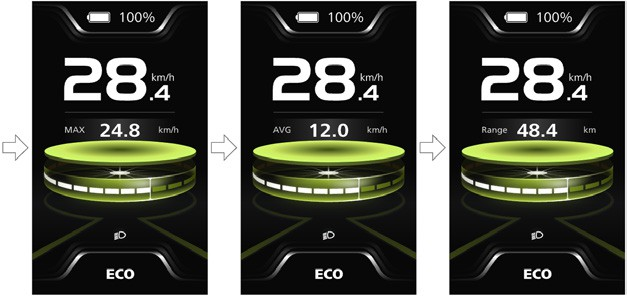 100%
28.4 km/h
MAX 24.8 km/h
ECO
100%
28.4 km/h
AVG 12.0 km/h
ECO
100%
28.4 km/h
Range 48.4 km
ECO